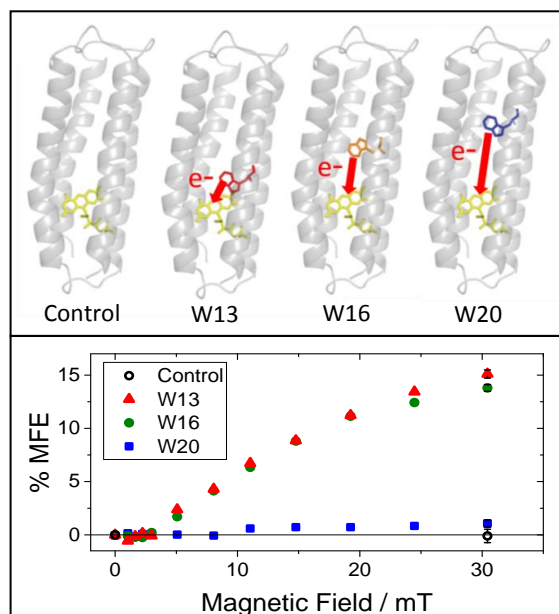 e- e- e-
Control W13 W16 W20
15
10
5
0
% MFE
Control
W13
W16
W20
0 10 20 30
Magnetic Field / mT